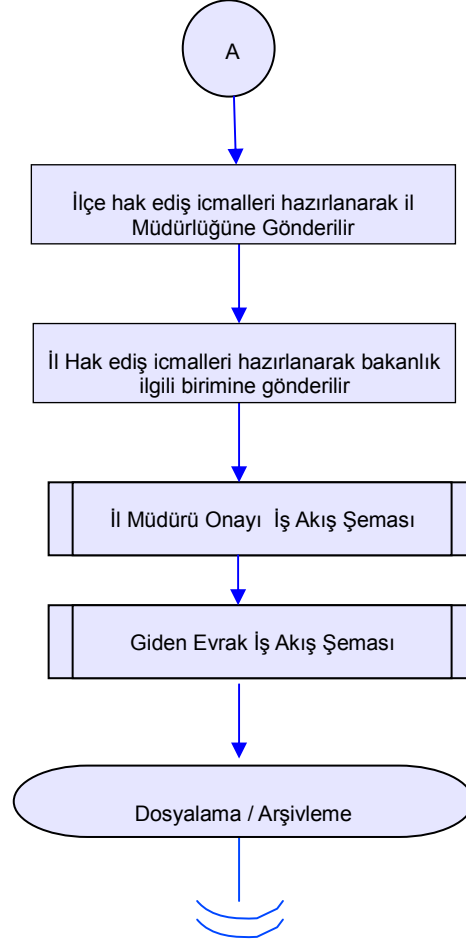 A
İlçe hak ediş icmalleri hazırlanarak il
Müdürlüğüne Gönderilir
İl Hak ediş icmalleri hazırlanarak bakanlık
ilgili birimine gönderilir
İl Müdürü Onayı İş Akış Şeması
Giden Evrak İş Akış Şeması
Dosyalama / Arşivleme